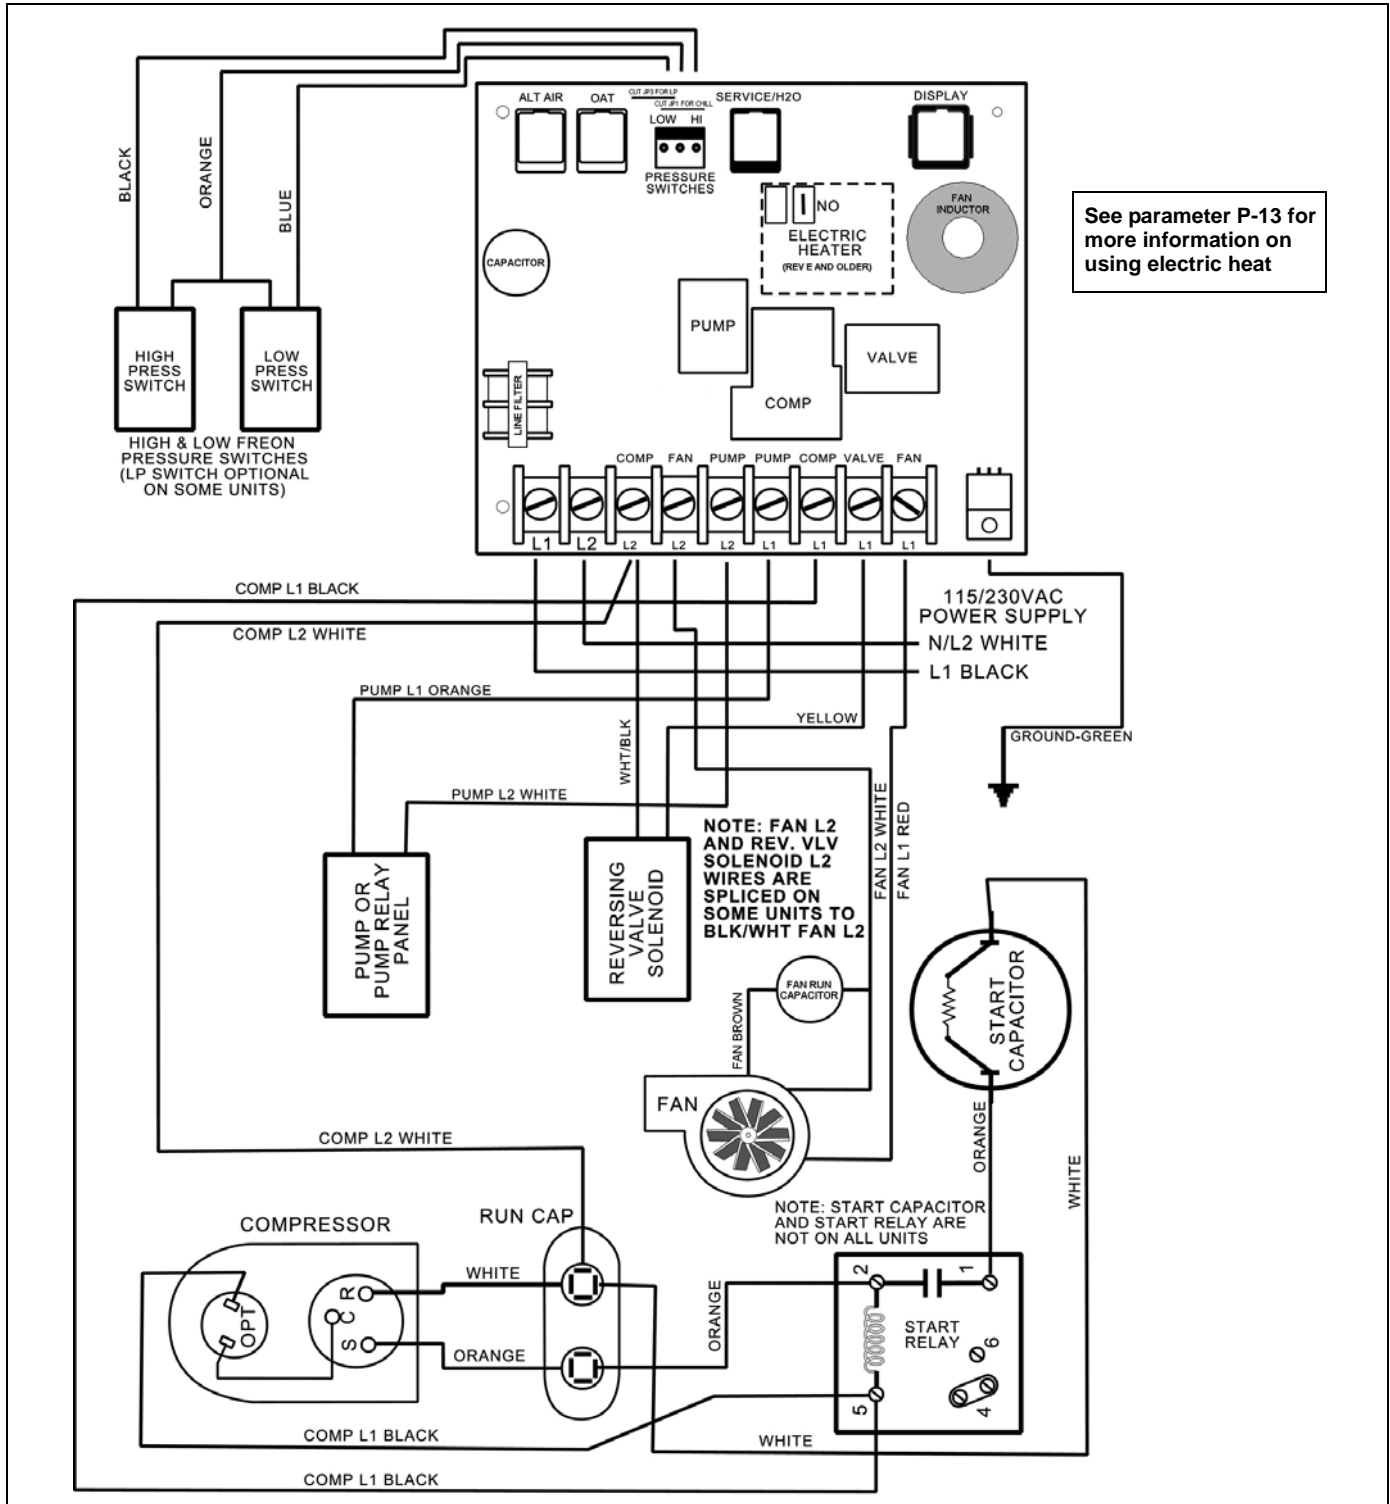 BLACK
ORANGE
BLUE
HIGH
PRESS
SWITCH
LOW
PRESS
SWITCH
HIGH & LOW FREON
PRESSURE SWITCHES
(LP SWITCH OPTIONAL
ON SOME UNITS)
ALT AIR
OAT
CUT JP3 FOR LP
CUT JP1 FOR CHILL
LOW HI
PRESSURE
SWITCHES
SERVICE/H2O
DISPLAY
NO
ELECTRIC
HEATER
(REV E AND OLDER)
FAN
INDUCTOR
CAPACITOR
PUMP
COMP
VALVE
LINE FILTER
COMP FAN PUMP PUMP COMP VALVE FAN
L1 L2 L2 L2 L2 L1 L1 L1 L1
See parameter P-13 for
more information on
using electric heat
COMP L1 BLACK
COMP L2 WHITE
115/230VAC
POWER SUPPLY
N/L2 WHITE
L1 BLACK
PUMP L1 ORANGE
YELLOW
WHT/BLK
GROUND-GREEN
PUMP L2 WHITE
FAN L2 WHITE
FAN L1 RED
NOTE: FAN L2
AND REV. VLV
SOLENOID L2
WIRES ARE
SPLICED ON
SOME UNITS TO
BLK/WHT FAN L2
PUMP OR
PUMP RELAY
PANEL
REVERSING
VALVE
SOLENOID
FAN RUN
CAPACITOR
FAN BROWN
FAN
START
CAPACITOR
ORANGE
WHITE
COMP L2 WHITE
NOTE: START CAPACITOR
AND START RELAY ARE
NOT ON ALL UNITS
COMPRESSOR
RUN CAP
WHITE
ORANGE
OPT
R
C
S
ORANGE
2
1
START
RELAY
6
4
5
COMP L1 BLACK
WHITE
COMP L1 BLACK